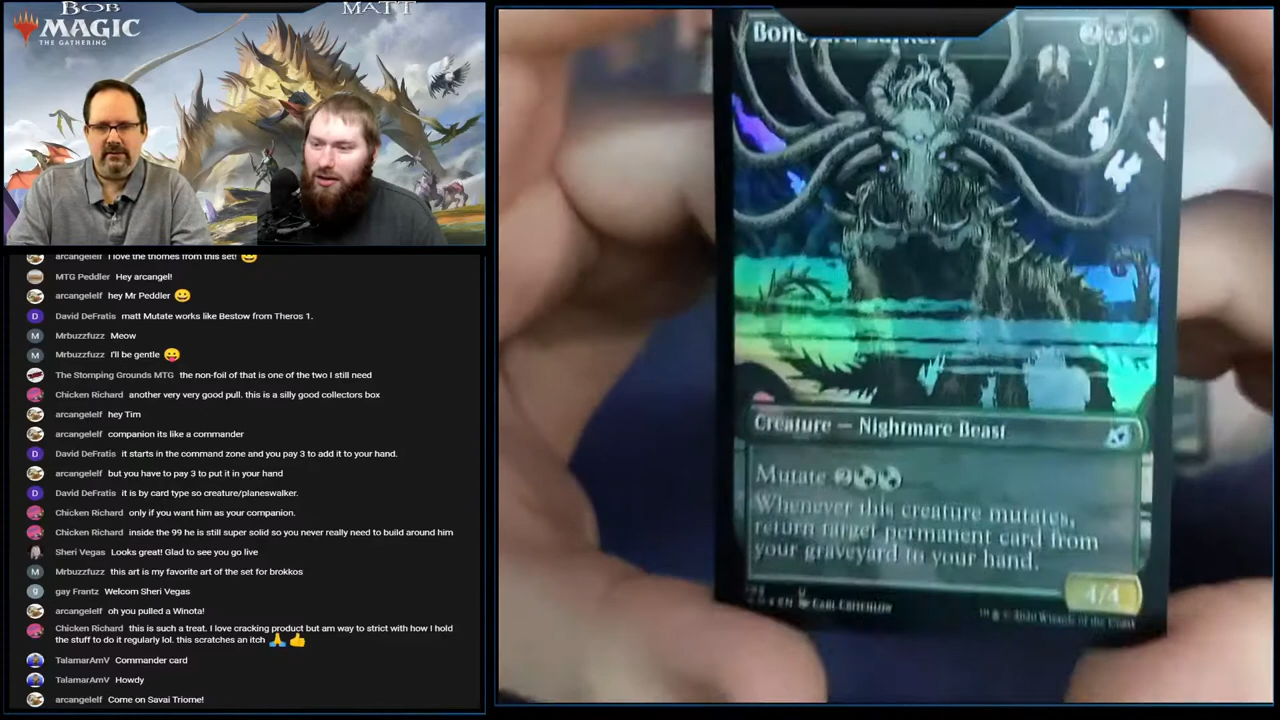 BOB
MATT
MAGIC
THE GATHERING
arcangelelf I love the triomes from this set! 😀
MTG Peddler Hey arcangel!
arcangelelf hey Mr Peddler 😀
D David DeFratis matt Mutate works like Bestow from Theros 1.
M Mrbuzzfuzz Meow
M Mrbuzzfuzz I'll be gentle 😛
The Stomping Grounds MTG the non-foil of that is one of the two I still need
Chicken Richard another very very good pull. this is a silly good collectors box
arcangelelf hey Tim
arcangelelf companion its like a commander
D David DeFratis it starts in the command zone and you pay 3 to add it to your hand.
arcangelelf but you have to pay 3 to put it in your hand
D David DeFratis it is by card type so creature/planeswalker.
Chicken Richard only if you want him as your companion.
Chicken Richard inside the 99 he is still super solid so you never really need to build around him
Sheri Vegas Looks great! Glad to see you go live
M Mrbuzzfuzz this art is my favorite art of the set for brokkos
g gay Frantz Welcom Sheri Vegas
arcangelelf oh you pulled a Winota!
Chicken Richard this is such a treat. I love cracking product but am way to strict with how I hold
the stuff to do it regularly lol. this scratches an itch 🙏 👍
TalamarAmV Commander card
TalamarAmV Howdy
arcangelelf Come on Savai Triome!
Creature — Nightmare Beast
Mutate 2
Whenever this creature mutates,
return target permanent card from
your graveyard to your hand.
4/4
EN CARL CRITCHLOW